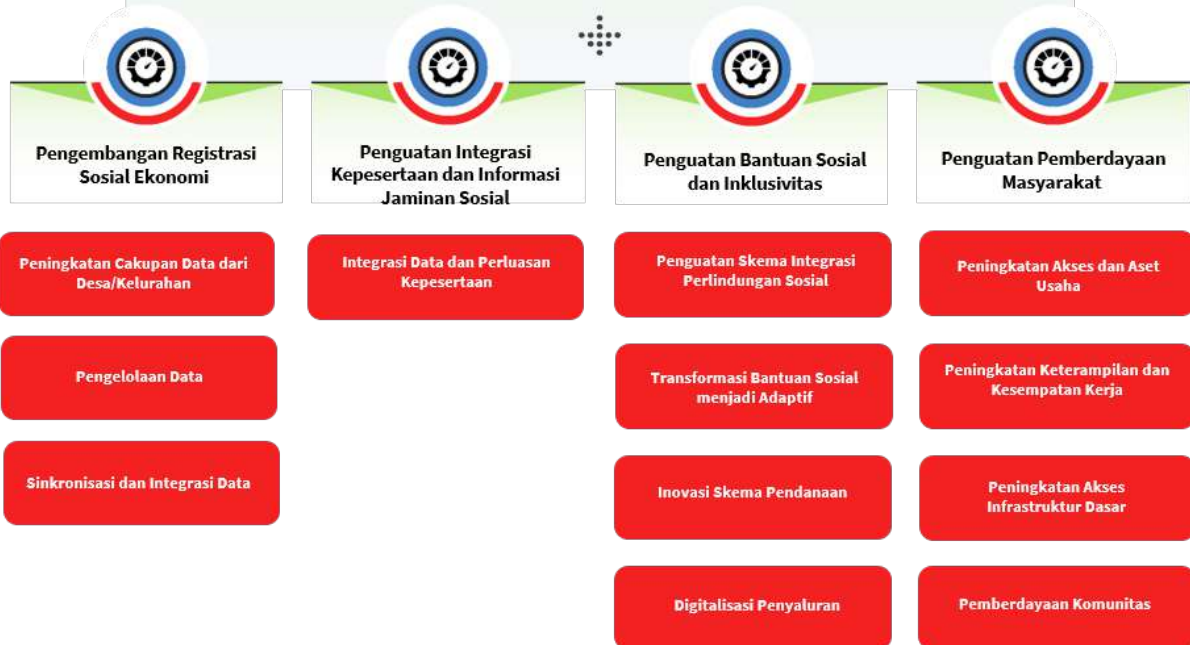 Pengembangan Registrasi
Sosial Ekonomi
Peningkatan Cakupan Data dari
Desa/Kelurahan
Pengelolaan Data
Sinkronisasi dan Integrasi Data
Penguatan Integrasi
Kepesertaan dan Informasi
Jaminan Sosial
Integrasi Data dan Perluasan
Kepesertaan
Penguatan Bantuan Sosial
dan Inklusivitas
Penguatan Skema Integrasi
Perlindungan Sosial
Transformasi Bantuan Sosial
menjadi Adaptif
Inovasi Skema Pendanaan
Digitalisasi Penyaluran
Penguatan Pemberdayaan
Masyarakat
Peningkatan Akses dan Aset
Usaha
Peningkatan Keterampilan dan
Kesempatan Kerja
Peningkatan Akses
Infrastruktur Dasar
Pemberdayaan Komunitas